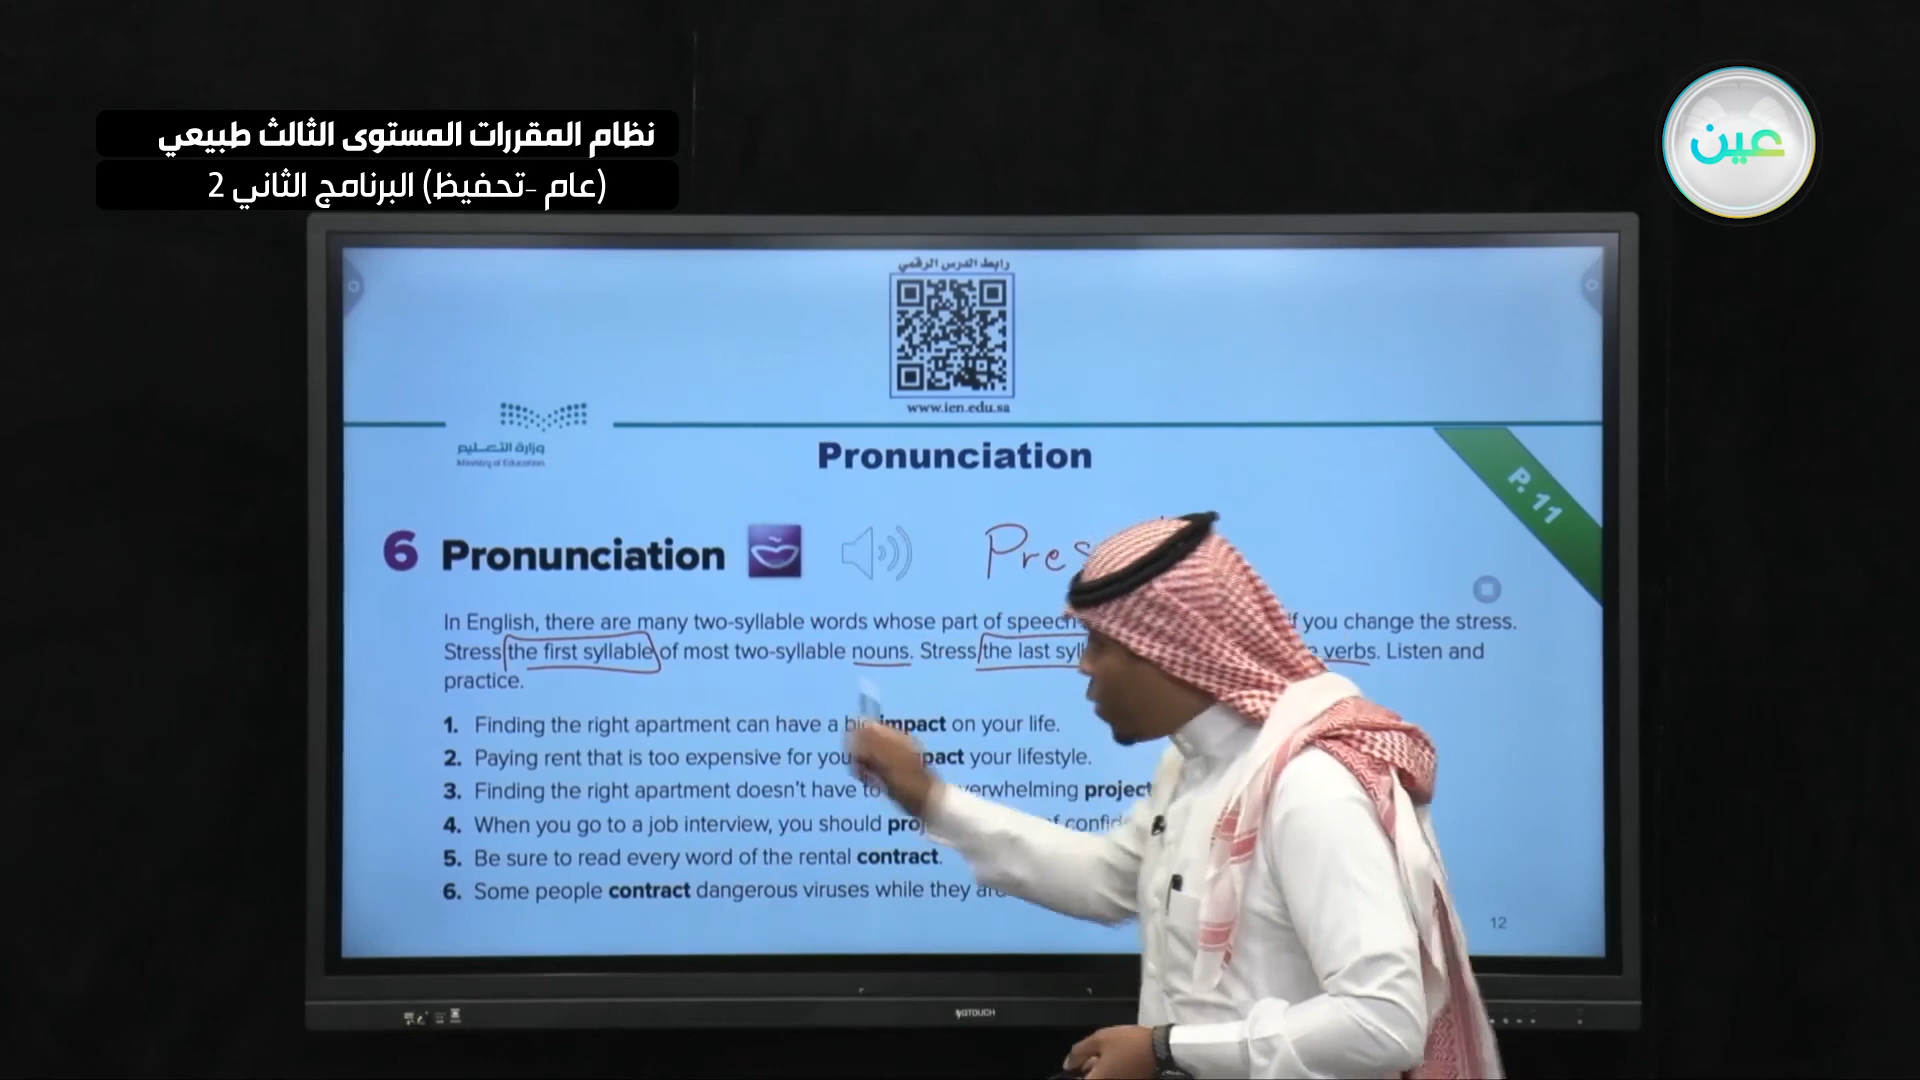 نظام المقررات المستوى الثالث طبيعي
(عام -تحفيظ) البرنامج الثاني 2
عين
رابط الدرس الرقمي
www.ien.edu.sa
وزارة التعليم
Ministry of Education
Pronunciation
P. 11
6 Pronunciation
Pres
In English, there are many two-syllable words whose part of speech if you change the stress.
Stress the first syllable of most two-syllable nouns. Stress the last verbs. Listen and
practice.
1. Finding the right apartment can have a big impact on your life.
2. Paying rent that is too expensive for you your lifestyle.
3. Finding the right apartment doesn't have to project
4. When you go to a job interview, you should of
5. Be sure to read every word of the rental contract.
6. Some people contract dangerous viruses while they are
12